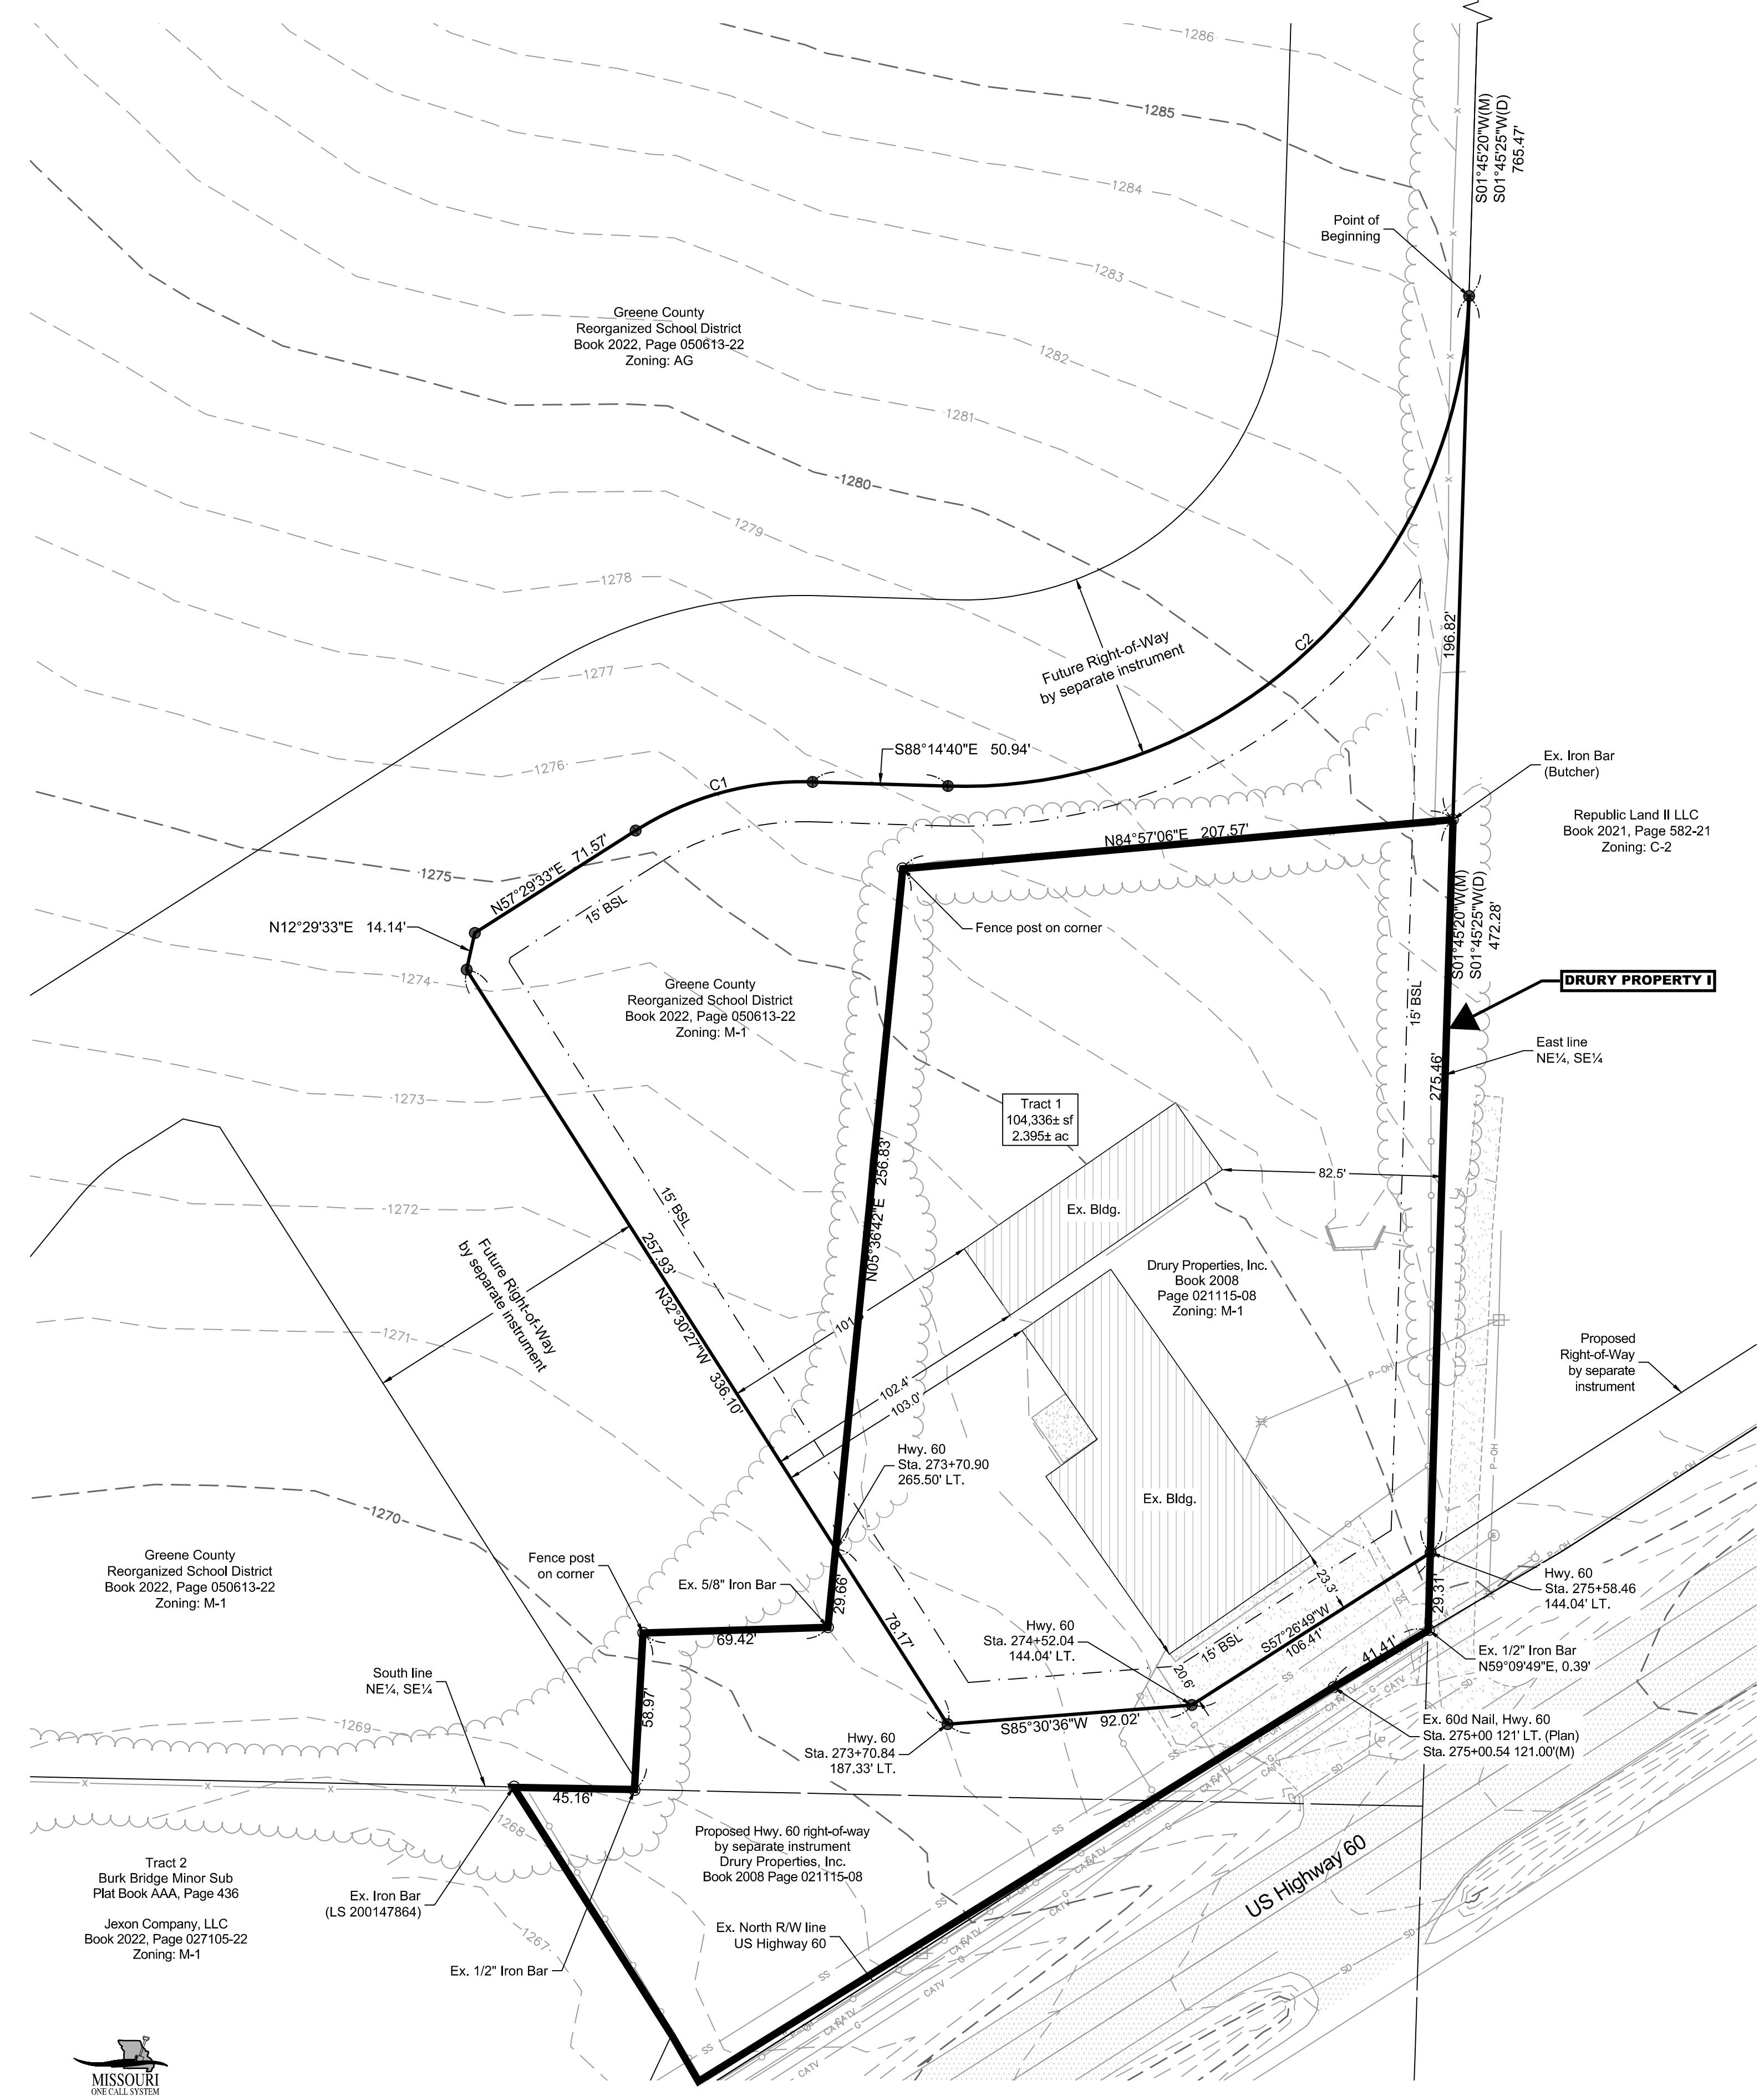 1286
1285
S01°45'20"W(M)
S01°45'25"W(D)
765.47'
1284
Point of
Beginning
1283
Greene County
Reorganized School District
Book 2022, Page 050613-22
Zoning: AG
1282
1281
1280
1279
1278
Future Right-of-Way
by separate instrument
C2
196.82'
1277
S88°14'40"E 50.94'
1276
C1
Ex. Iron Bar
(Butcher)
Republic Land II LLC
Book 2021, Page 582-21
Zoning: C-2
N84°57'06"E 207.57'
N57°29'33"E 71.57'
1275
15' BSL
N12°29'33"E 14.14'
Fence post on corner
S01°45'20"W(M)
S01°45'25"W(D)
472.28'
1274
Greene County
Reorganized School District
Book 2022, Page 050613-22
Zoning: M-1
15' BSL
DRURY PROPERTY I
East line
NE¼, SE¼
275.46'
1273
Tract 1
104,336± sf
2.395± ac
N05°36'42"E 256.83'
82.5'
15' BSL
1272
Ex. Bldg.
Future Right-of-Way
by separate instrument
257.93'
N32°30'27"W 336.10'
Drury Properties, Inc.
Book 2008
Page 021115-08
Zoning: M-1
1271
101
P-OH
Proposed
Right-of-Way
by separate
instrument
102.4'
103.0'
Hwy. 60
Sta. 273+70.90
265.50' LT.
P-OH
P-OH
Ex. Bldg.
1270
Greene County
Reorganized School District
Book 2022, Page 050613-22
Zoning: M-1
Fence post
on corner
Ex. 5/8" Iron Bar
29.66'
78.17'
23.3'
29.31'
P-OH
Hwy. 60
Sta. 275+58.46
144.04' LT.
69.42'
Hwy. 60
Sta. 274+52.04
144.04' LT.
15' BSL
S57°26'49"W
106.41'
SS
41.41'
Ex. 1/2" Iron Bar
N59°09'49"E, 0.39'
South line
NE¼, SE¼
58.97'
20.6'
SS
CATV
G
SD
1269
S85°30'36"W 92.02'
Hwy. 60
Sta. 273+70.84
187.33' LT.
Ex. 60d Nail, Hwy. 60
Sta. 275+00 121' LT. (Plan)
Sta. 275+00.54 121.00'(M)
45.16'
1268
Proposed Hwy. 60 right-of-way
by separate instrument
Drury Properties, Inc.
Book 2008 Page 021115-08
US Highway 60
Tract 2
Burk Bridge Minor Sub
Plat Book AAA, Page 436
Jexon Company, LLC
Book 2022, Page 027105-22
Zoning: M-1
Ex. Iron Bar
(LS 200147864)
1267
Ex. North R/W line
US Highway 60
Ex. 1/2" Iron Bar
SS
CATV
G
SD
SS
CATV
MISSOURI
ONE CALL SYSTEM